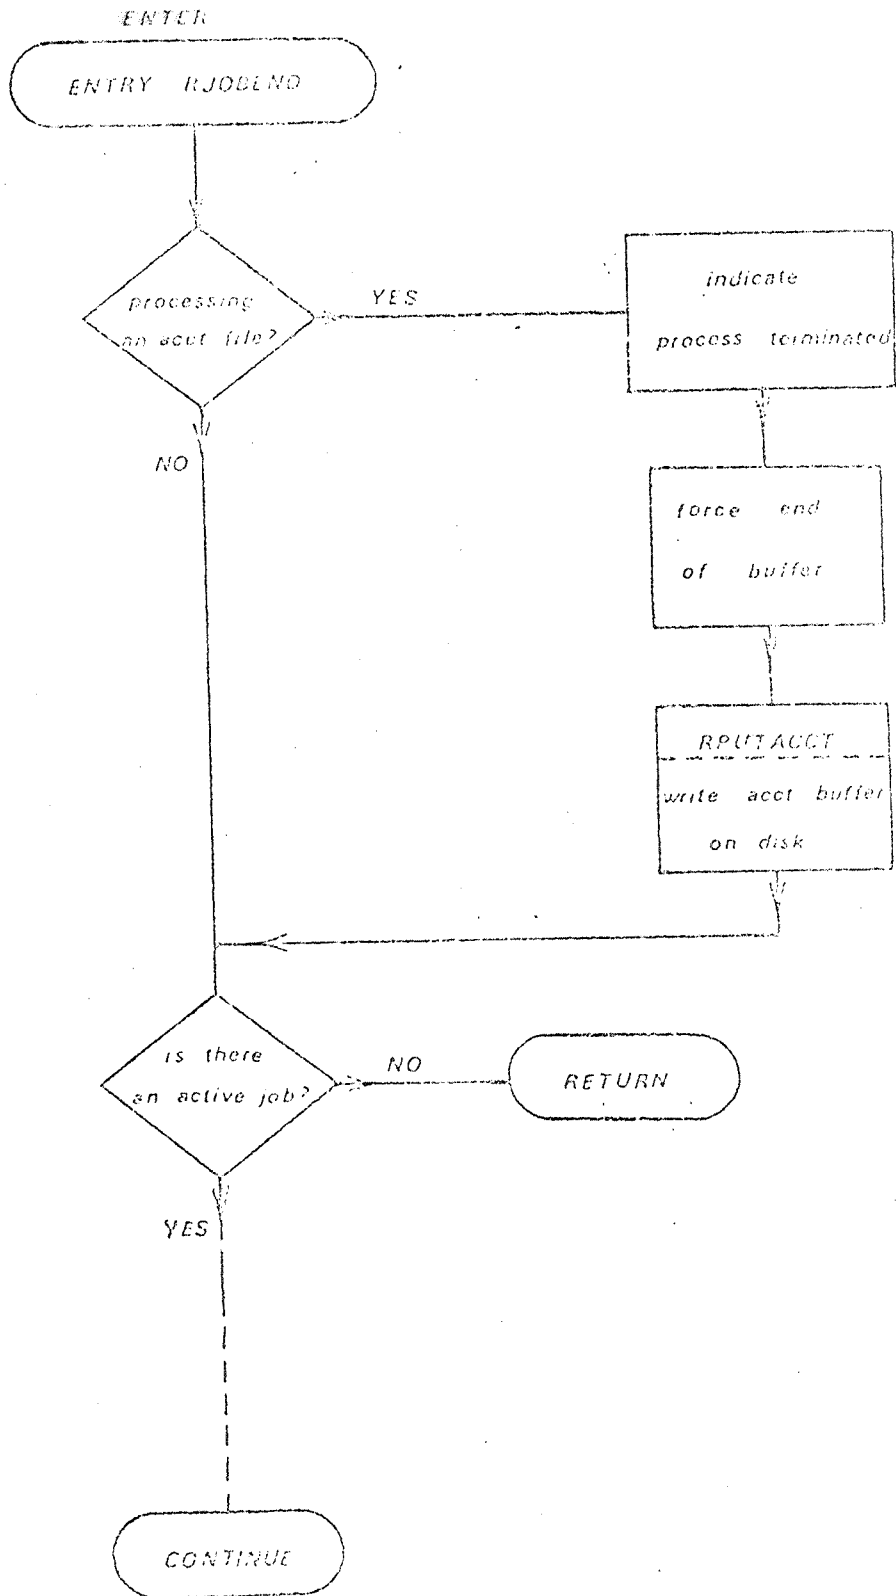 ENTER
ENTRY RJOBEND
processing
an acct file?
YES
NO
indicate
process terminated
force end
of buffer
RPUTACCT
write acct buffer
on disk
is there
an active job?
NO
RETURN
YES
CONTINUE